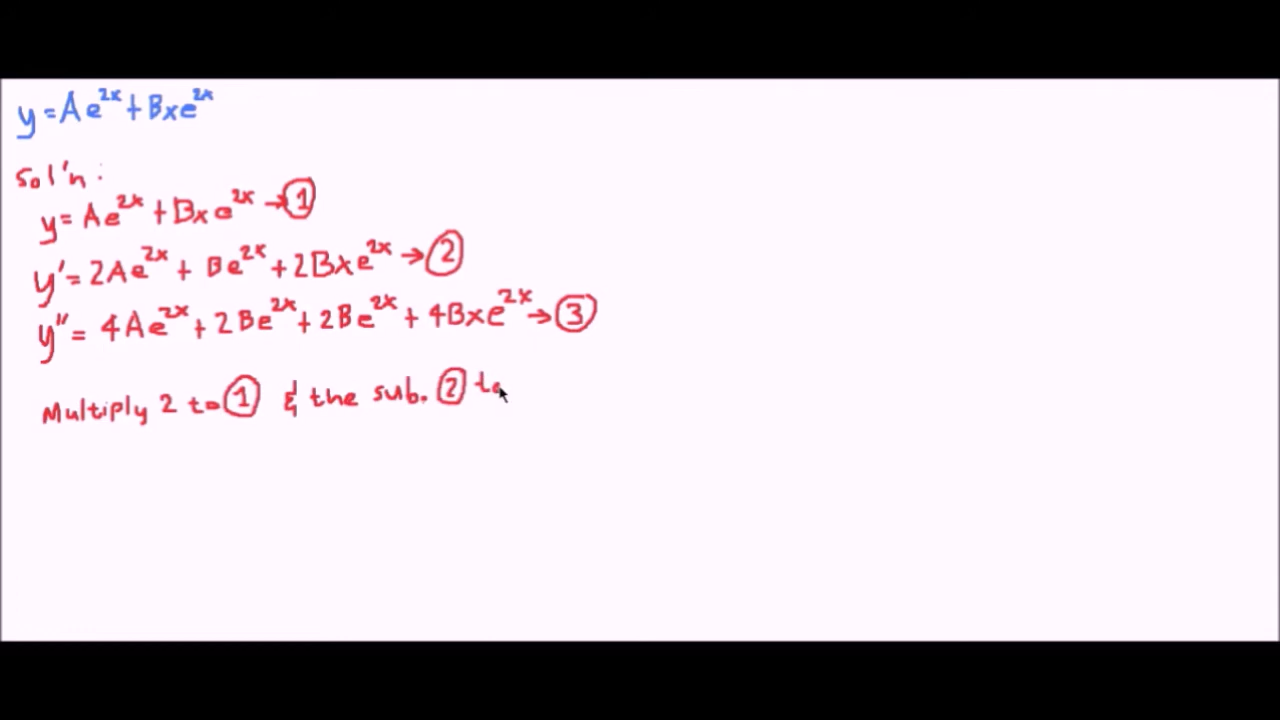 y = Ae^{2x} + Bxe^{2x}
Sol'n :
y = Ae^{2x} + Bxe^{2x} → ①
y' = 2Ae^{2x} + Be^{2x} + 2Bxe^{2x} → ②
y'' = 4Ae^{2x} + 2Be^{2x} + 2Be^{2x} + 4Bxe^{2x} → ③
Multiply 2 to ① & the sub. ② to